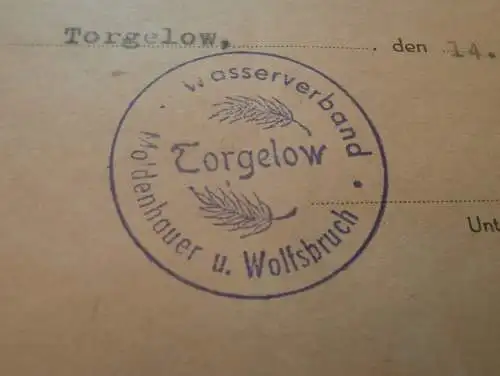 Torgelow, den 14.
Wasserverband
Torgelow
Moldenhauer u. Wolfsbruch
Unt